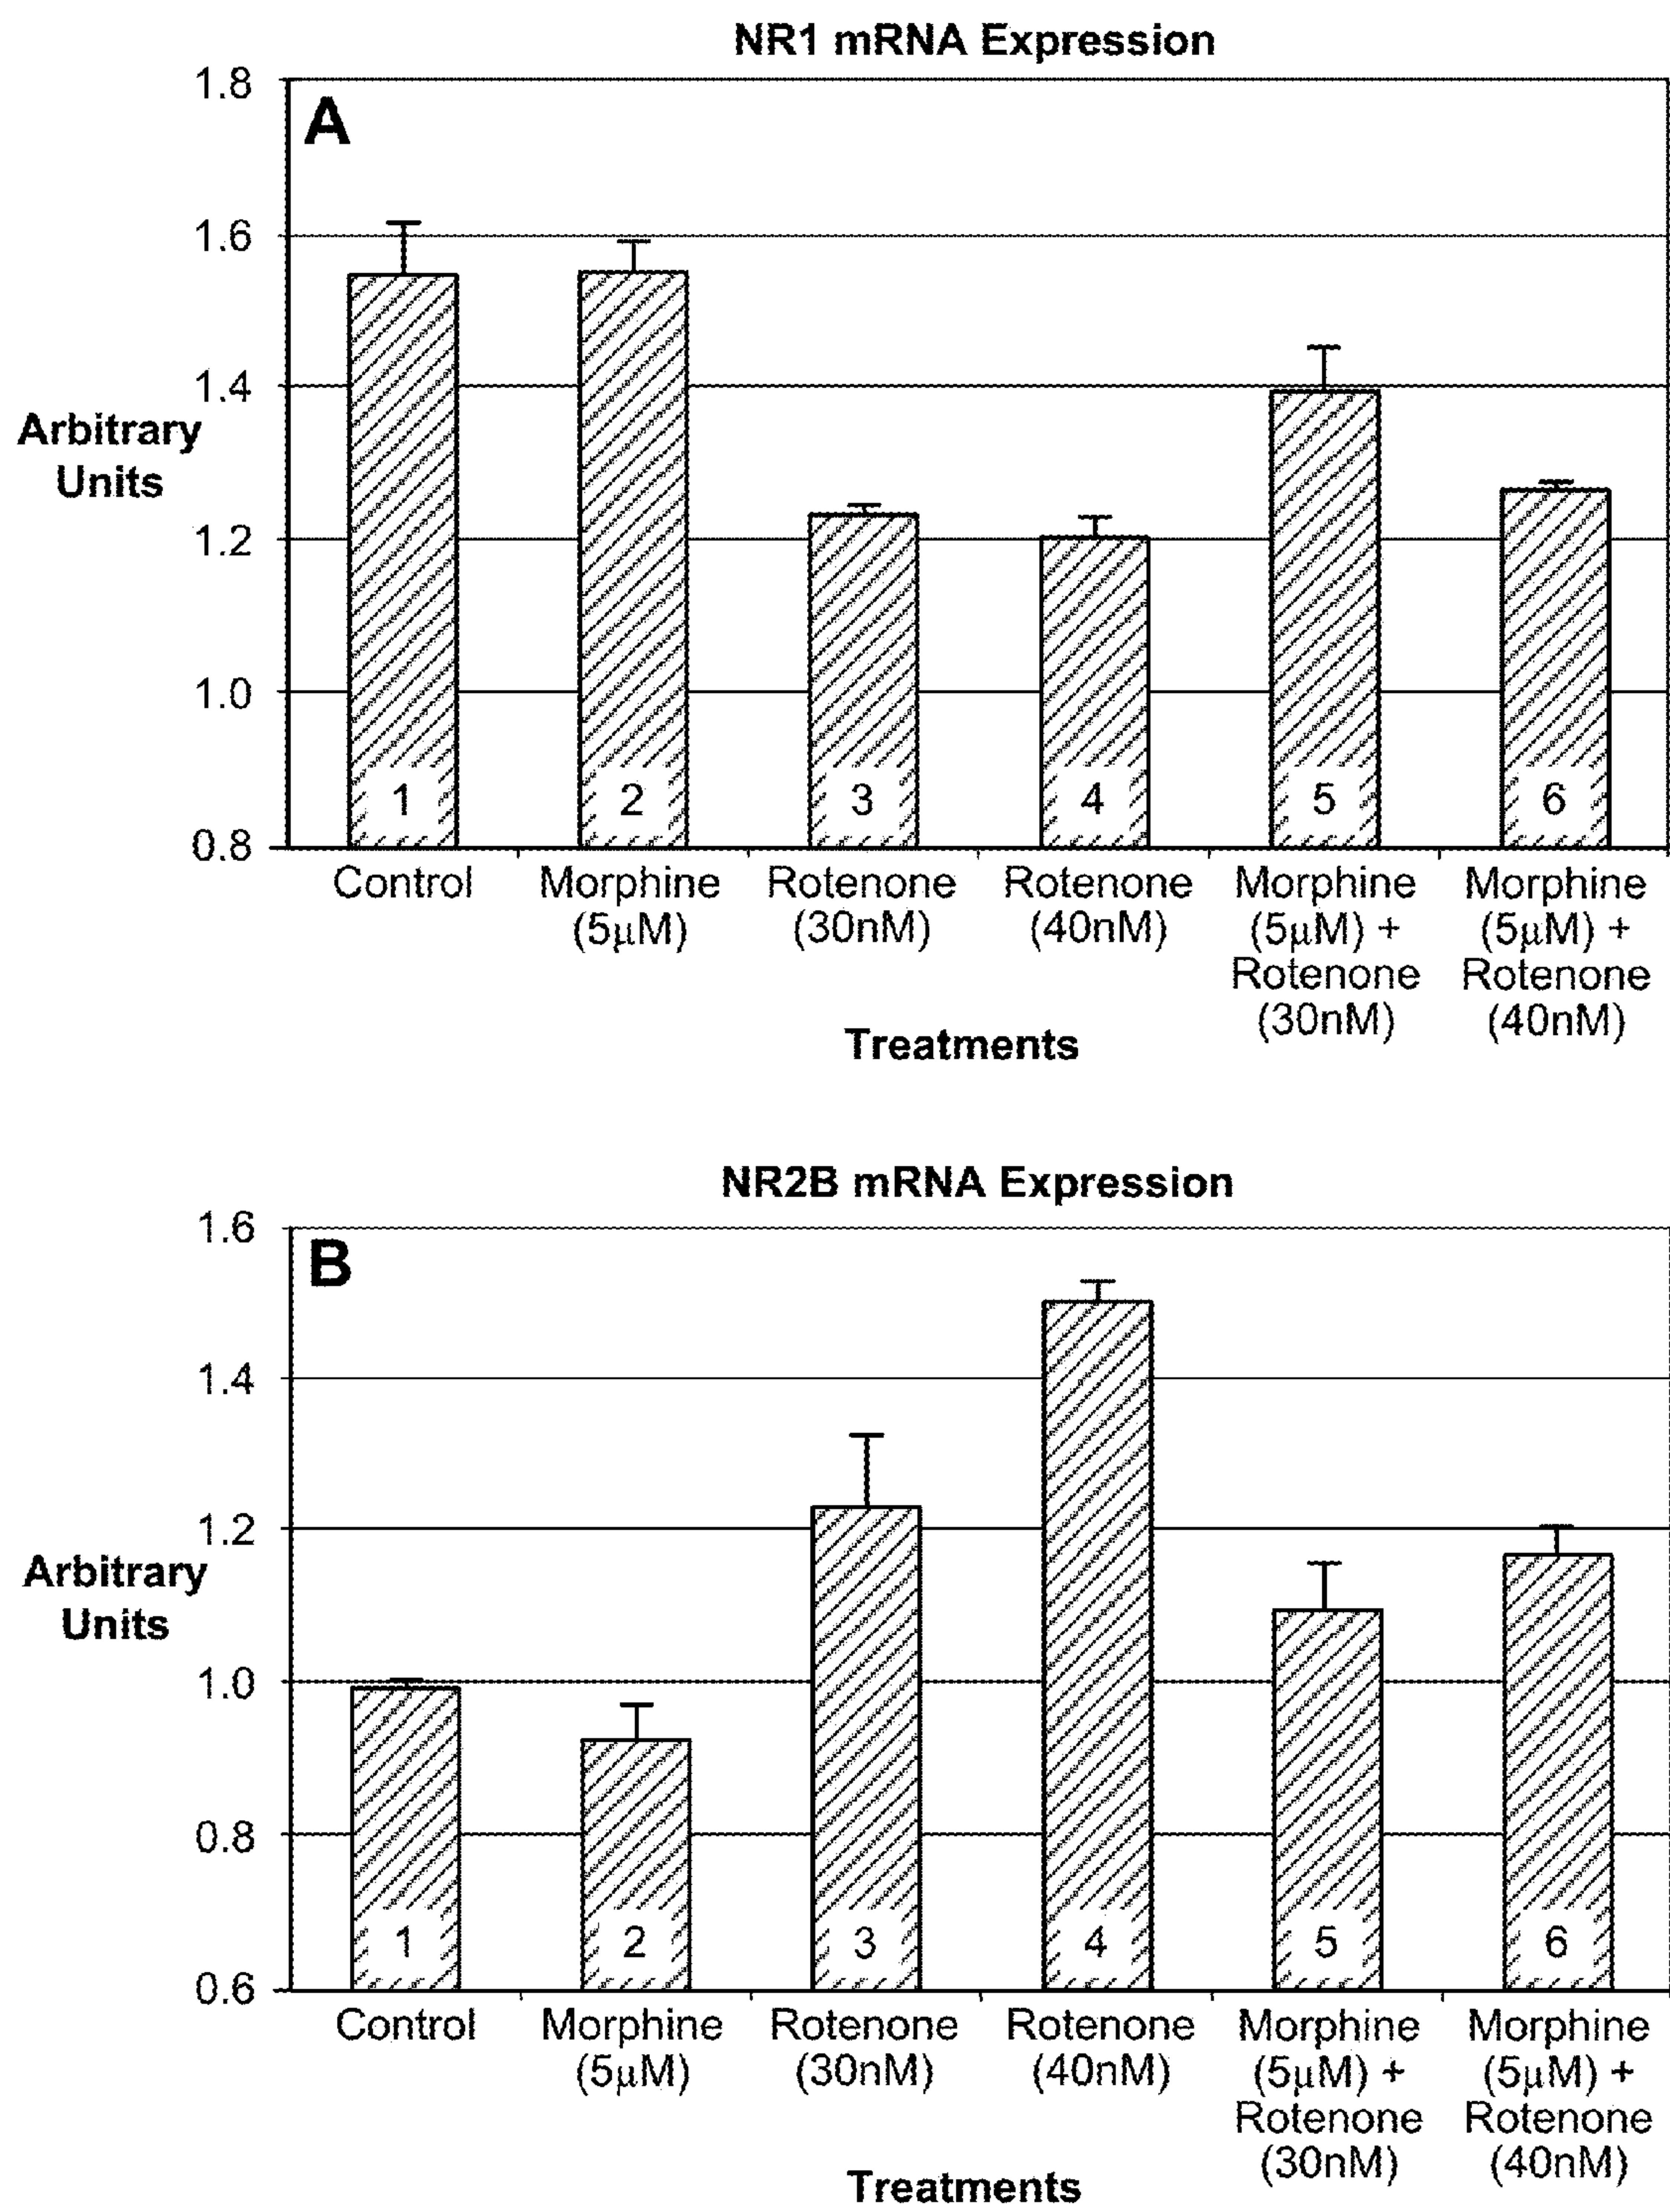 NR1 mRNA Expression
A
1.8
1.6
1.4
1.2
1.0
0.8
Arbitrary
Units
1 2 3 4 5 6
Control Morphine Rotenone Rotenone Morphine Morphine
(5μM) (30nM) (40nM) (5μM) + (5μM) +
Rotenone Rotenone
(30nM) (40nM)
Treatments
NR2B mRNA Expression
B
1.6
1.4
1.2
1.0
0.8
0.6
Arbitrary
Units
1 2 3 4 5 6
Control Morphine Rotenone Rotenone Morphine Morphine
(5μM) (30nM) (40nM) (5μM) + (5μM) +
Rotenone Rotenone
(30nM) (40nM)
Treatments